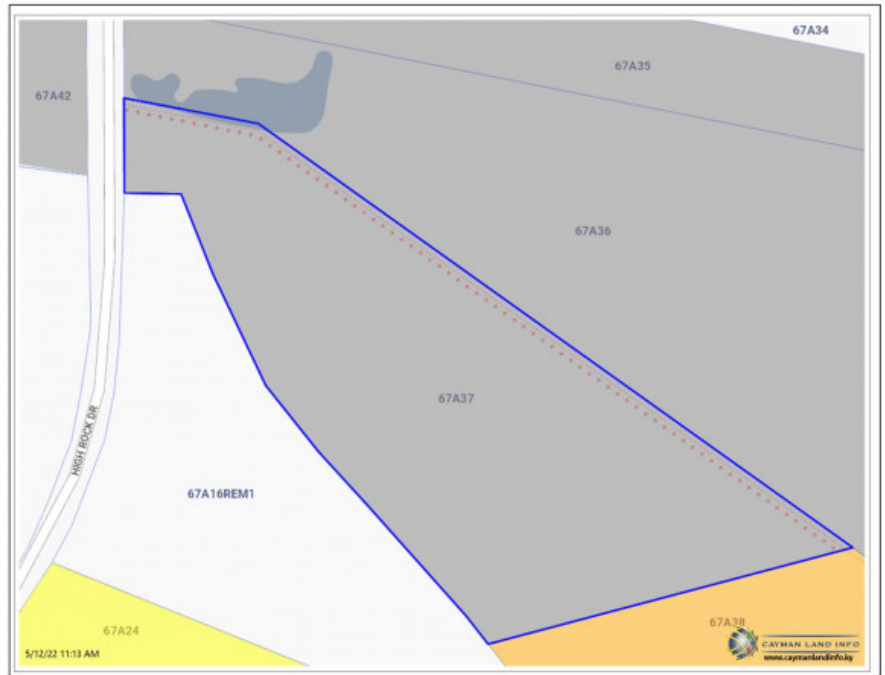 67A34
67A35
67A42
67A36
67A37
HIGH ROCK DR
67A16REM1
67A24
67A38
5/12/22 11:13 AM
CAYMAN LAND INFO
www.caymanlandinfo.ky